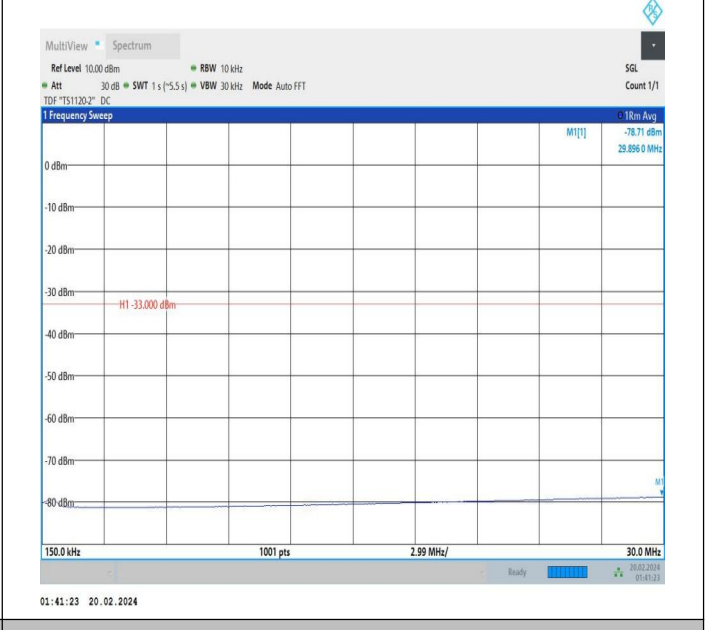 R S
MultiView Spectrum
Ref Level 10.00 dBm RBW 10 kHz SGL
Att 30 dB SWT 1 s (~5.5 s) VBW 30 kHz Mode Auto FFT Count 1/1
TDF "TS1120-2" DC
1 Frequency Sweep 1Rm Avg
M1[1] -78.71 dBm
29.896 0 MHz
0 dBm
-10 dBm
-20 dBm
-30 dBm
H1 -33.000 dBm
-40 dBm
-50 dBm
-60 dBm
-70 dBm
M1
-80 dBm
150.0 kHz 1001 pts 2.99 MHz/ 30.0 MHz
Ready 20.02.2024
01:41:23
01:41:23 20.02.2024